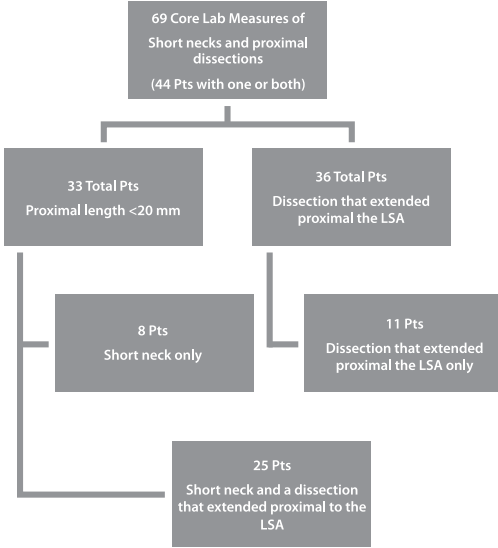 69 Core Lab Measures of
Short necks and proximal
dissections
(44 Pts with one or both)
33 Total Pts
Proximal length <20 mm
36 Total Pts
Dissection that extended
proximal the LSA
8 Pts
Short neck only
11 Pts
Dissection that extended
proximal the LSA only
25 Pts
Short neck and a dissection
that extended proximal to the
LSA